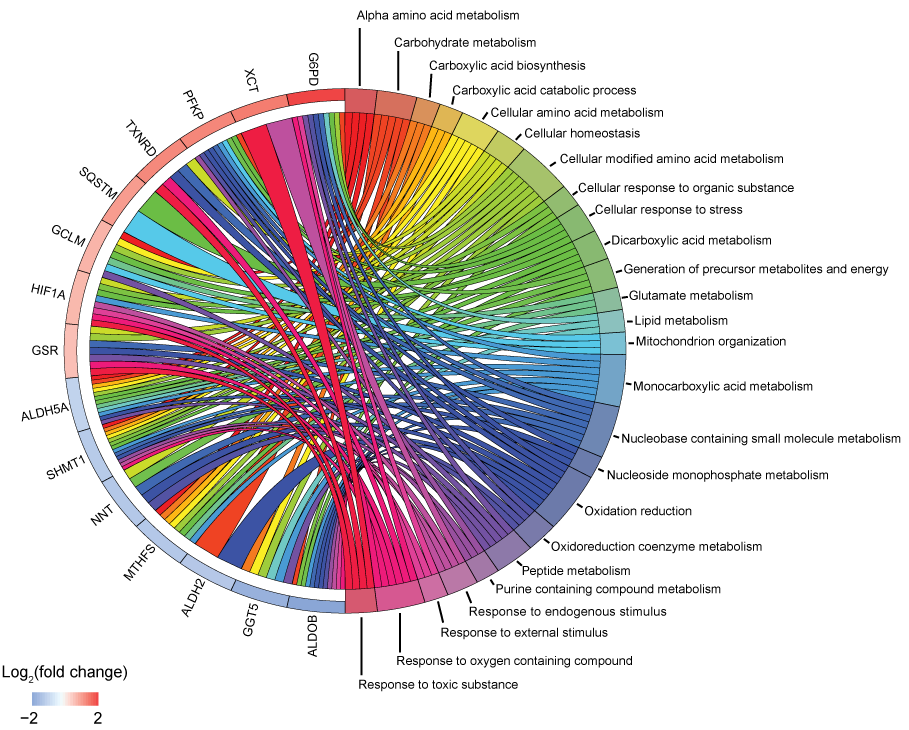 Alpha amino acid metabolism
Carbohydrate metabolism
Carboxylic acid biosynthesis
Carboxylic acid catabolic process
Cellular amino acid metabolism
Cellular homeostasis
Cellular modified amino acid metabolism
Cellular response to organic substance
Cellular response to stress
Dicarboxylic acid metabolism
Generation of precursor metabolites and energy
Glutamate metabolism
Lipid metabolism
Mitochondrion organization
Monocarboxylic acid metabolism
Nucleobase containing small molecule metabolism
Nucleoside monophosphate metabolism
Oxidation reduction
Oxidoreduction coenzyme metabolism
Peptide metabolism
Purine containing compound metabolism
Response to endogenous stimulus
Response to external stimulus
Response to oxygen containing compound
Response to toxic substance
G6PD
XCT
PFKP
TXNRD
SQSTM
GCLM
HIF1A
GSR
ALDH5A
SHMT1
NNT
MTHFS
ALDH2
GGT5
ALDOB
Log2(fold change)
−2 2